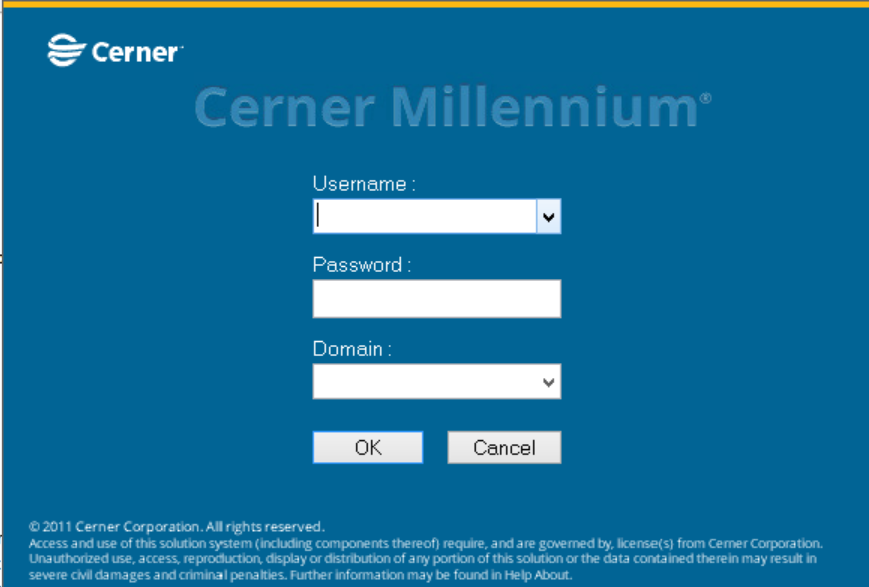 Cerner™
Cerner Millennium®
Username :
Password :
Domain :
OK Cancel
© 2011 Cerner Corporation. All rights reserved.
Access and use of this solution system (including components thereof) require, and are governed by, license(s) from Cerner Corporation.
Unauthorized use, access, reproduction, display or distribution of any portion of this solution or the data contained therein may result in
severe civil damages and criminal penalties. Further information may be found in Help About.